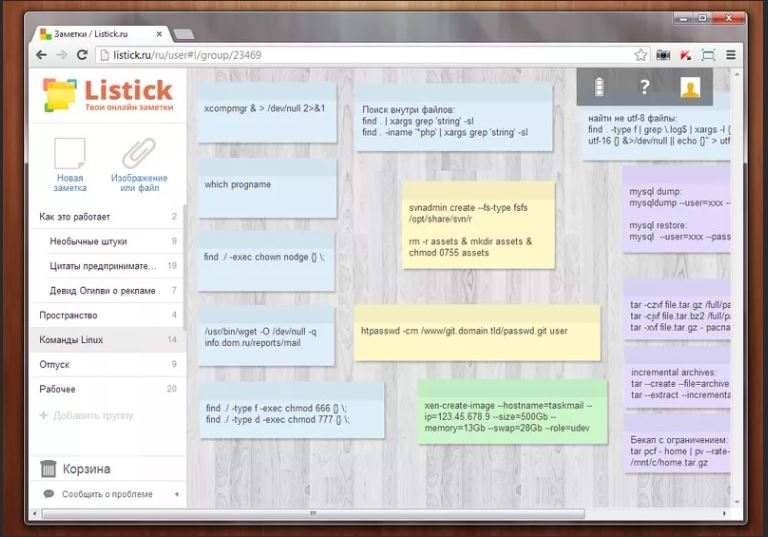 Заметки / Listick.ru
listick.ru/ru/user#!/group/23469
Listick
Твои онлайн заметки
Новая
заметка
Изображение
или файл
Как это работает 2
Необычные штуки 9
Цитаты предпринимате... 19
Девид Огилви о рекламе 7
Пространство 4
Команды Linux 14
Отпуск 9
Рабочее 20
+ Добавить группу
Корзина
Сообщить о проблеме
xcompmgr & > /dev/null 2>&1
which progname
find ./ -exec chown nodge {} \;
/usr/bin/wget -O /dev/null -q
info.dom.ru/reports/mail
find ./ -type f -exec chmod 666 {} \;
find ./ -type d -exec chmod 777 {} \;
Поиск внутри файлов:
find . | xargs grep 'string' -sl
find . -iname '*php' | xargs grep 'string' -sl
svnadmin create --fs-type fsfs
/opt/share/svn/r
rm -r assets & mkdir assets &
chmod 0755 assets
htpasswd -cm /www/git.domain.tld/passwd.git user
xen-create-image --hostname=taskmail --
ip=123.45.678.9 --size=500Gb --
memory=13Gb --swap=28Gb --role=udev
?
найти не utf-8 файлы:
find . -type f | grep \.log$ | xargs -I {
utf-16 {} &>/dev/null || echo {}" > utf
mysql dump:
mysqldump --user=xxx --
mysql restore:
mysql --user=xxx --pass
tar -czvf file.tar.gz /full/pa
tar -cjvf file.tar.bz2 /full/pa
tar -xvf file.tar.gz - распа
incremental archives:
tar --create --file=archive
tar --extract --incrementa
Бекап с ограничением:
tar pcf - home | pv --rate-
/mnt/c/home.tar.gz